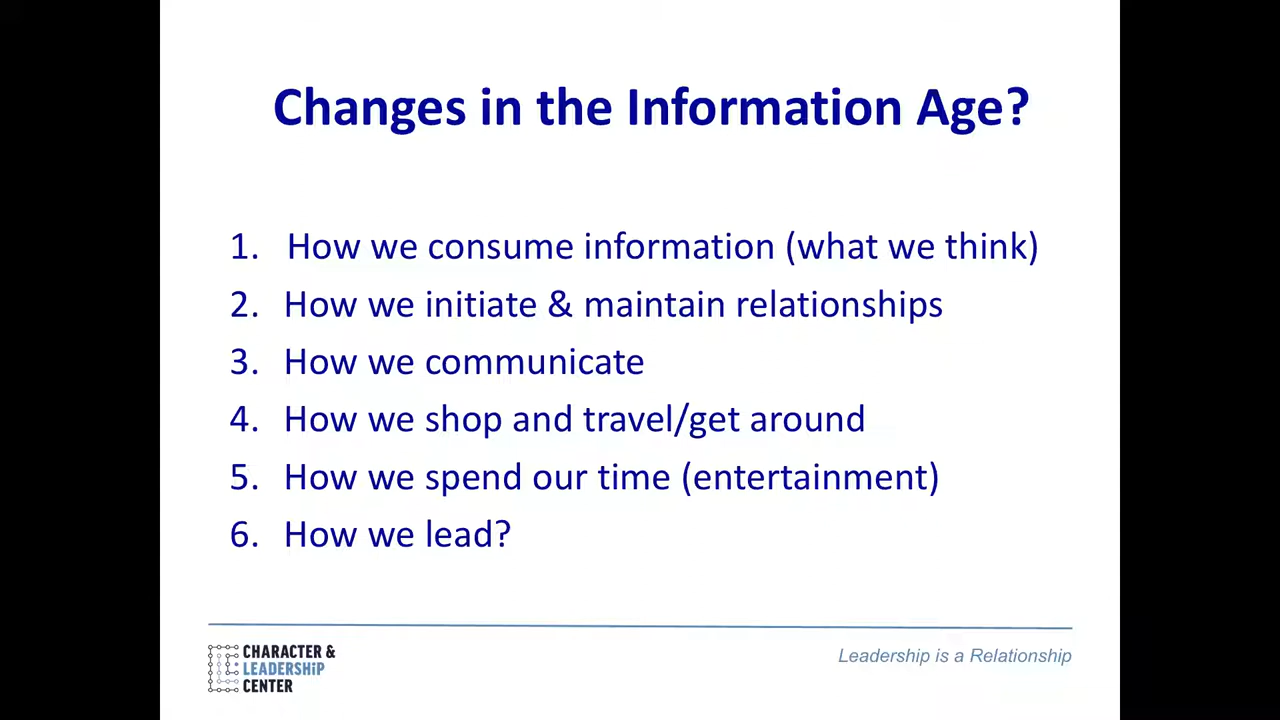 Changes in the Information Age?
1. How we consume information (what we think)
2. How we initiate & maintain relationships
3. How we communicate
4. How we shop and travel/get around
5. How we spend our time (entertainment)
6. How we lead?
CHARACTER &
LEADERSHiP
CENTER
Leadership is a Relationship